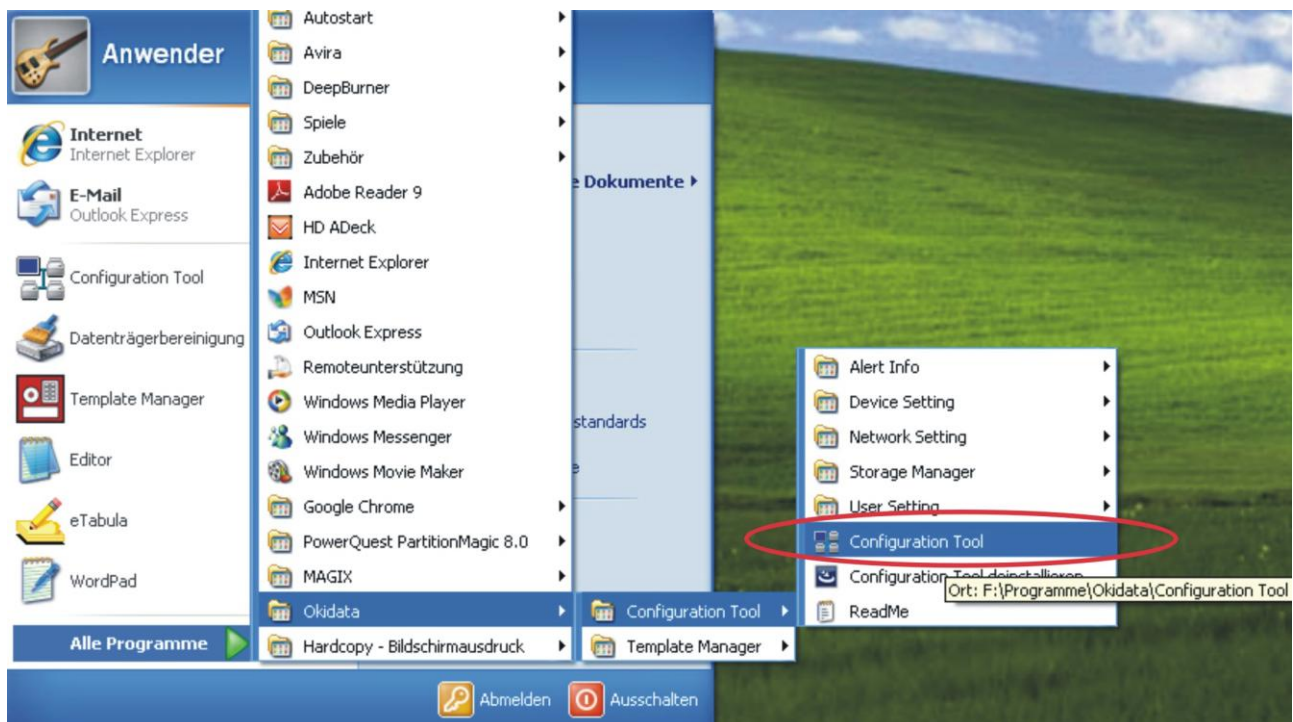 Anwender
Internet
Internet Explorer
E-Mail
Outlook Express
Configuration Tool
Datenträgerbereinigung
Template Manager
Editor
eTabula
WordPad
Alle Programme
Autostart
Avira
DeepBurner
Spiele
Zubehör
Adobe Reader 9
HD ADeck
Internet Explorer
MSN
Outlook Express
Remoteunterstützung
Windows Media Player
Windows Messenger
Windows Movie Maker
Google Chrome
PowerQuest PartitionMagic 8.0
MAGIX
Okidata
Hardcopy - Bildschirmausdruck
e Dokumente
standards
e
Configuration Tool
Template Manager
Alert Info
Device Setting
Network Setting
Storage Manager
User Setting
Configuration Tool
Configuration Tool deinstallieren
Ort: F:\Programme\Okidata\Configuration Tool
ReadMe
Abmelden
Ausschalten